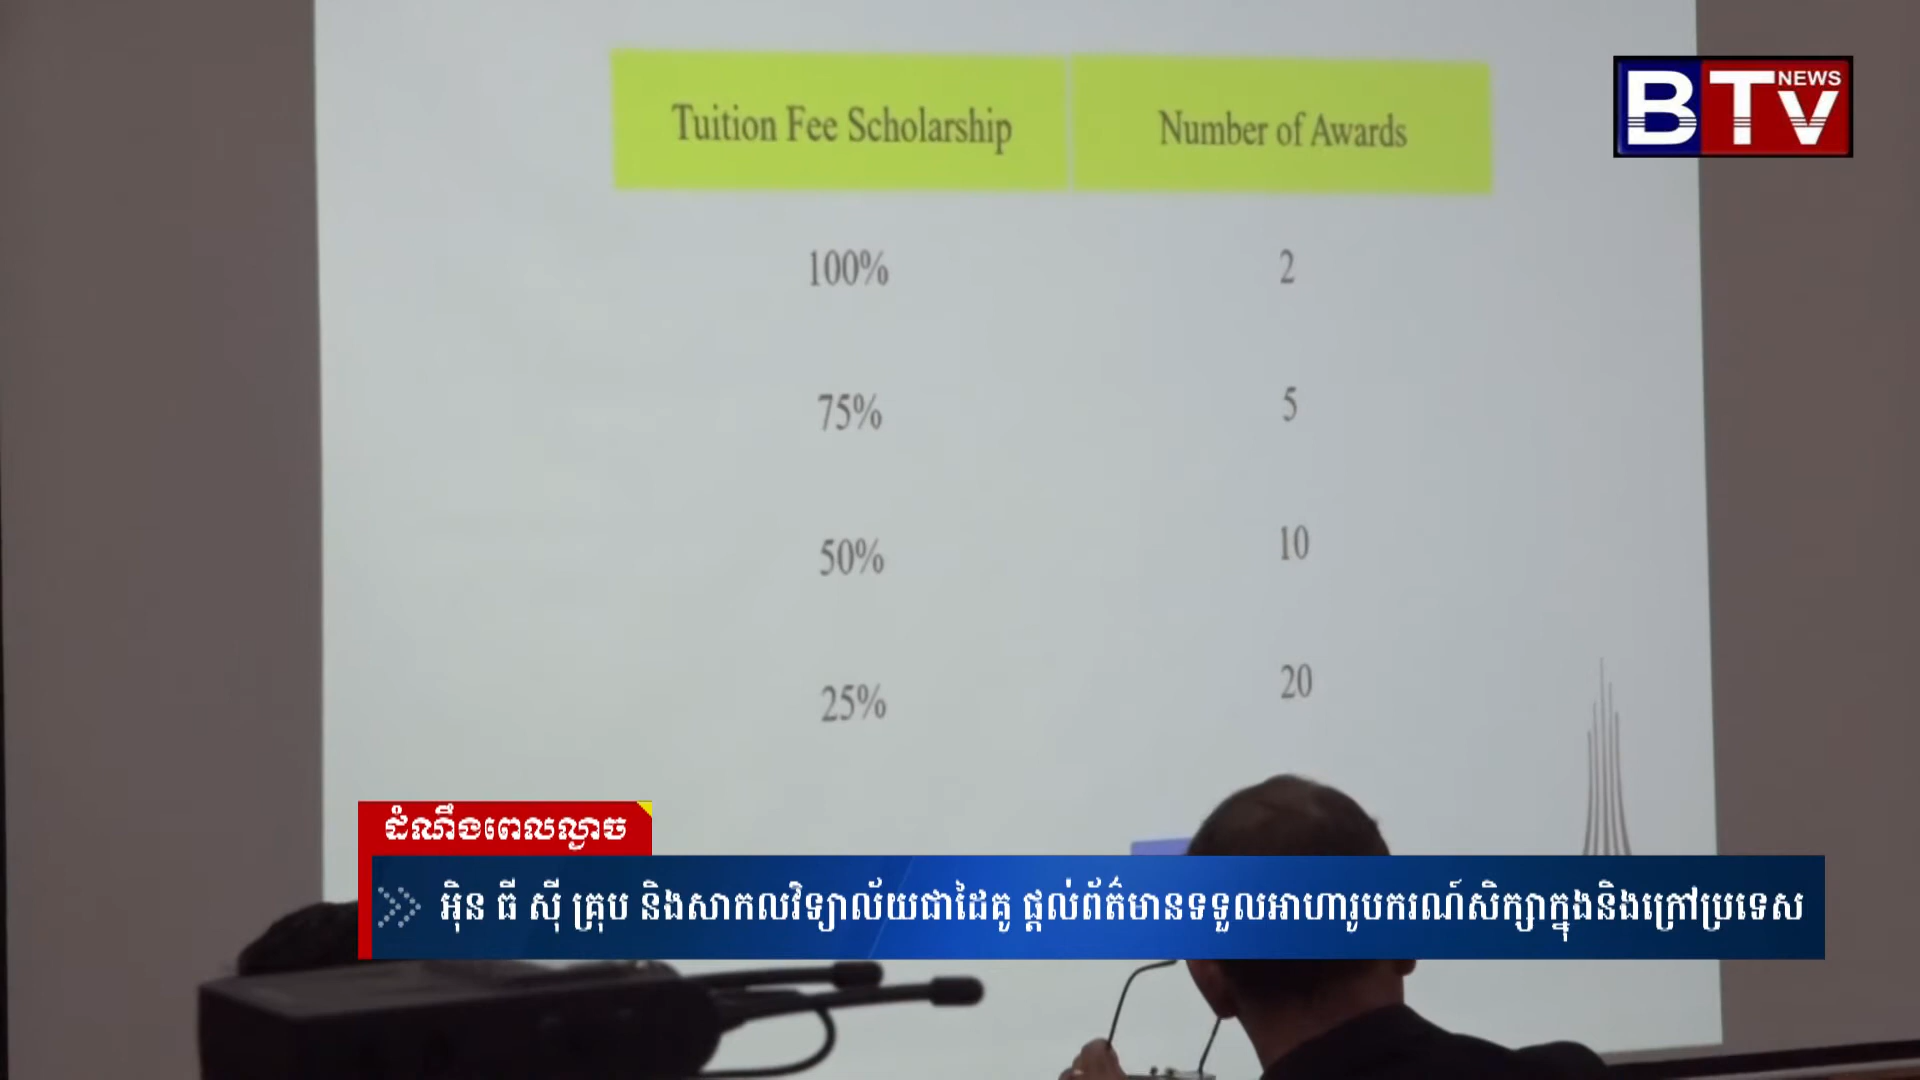 BTV NEWS
Tuition Fee Scholarship Number of Awards
100% 2
75% 5
50% 10
25% 20
ដំណឹងពេលល្ងាច
អ៊ិន ធី ស៊ី គ្រុប និងសាកលវិទ្យាល័យជាដៃគូ ផ្តល់ព័ត៌មានទទួលអាហារូបករណ៍សិក្សាក្នុងនិងក្រៅប្រទេស